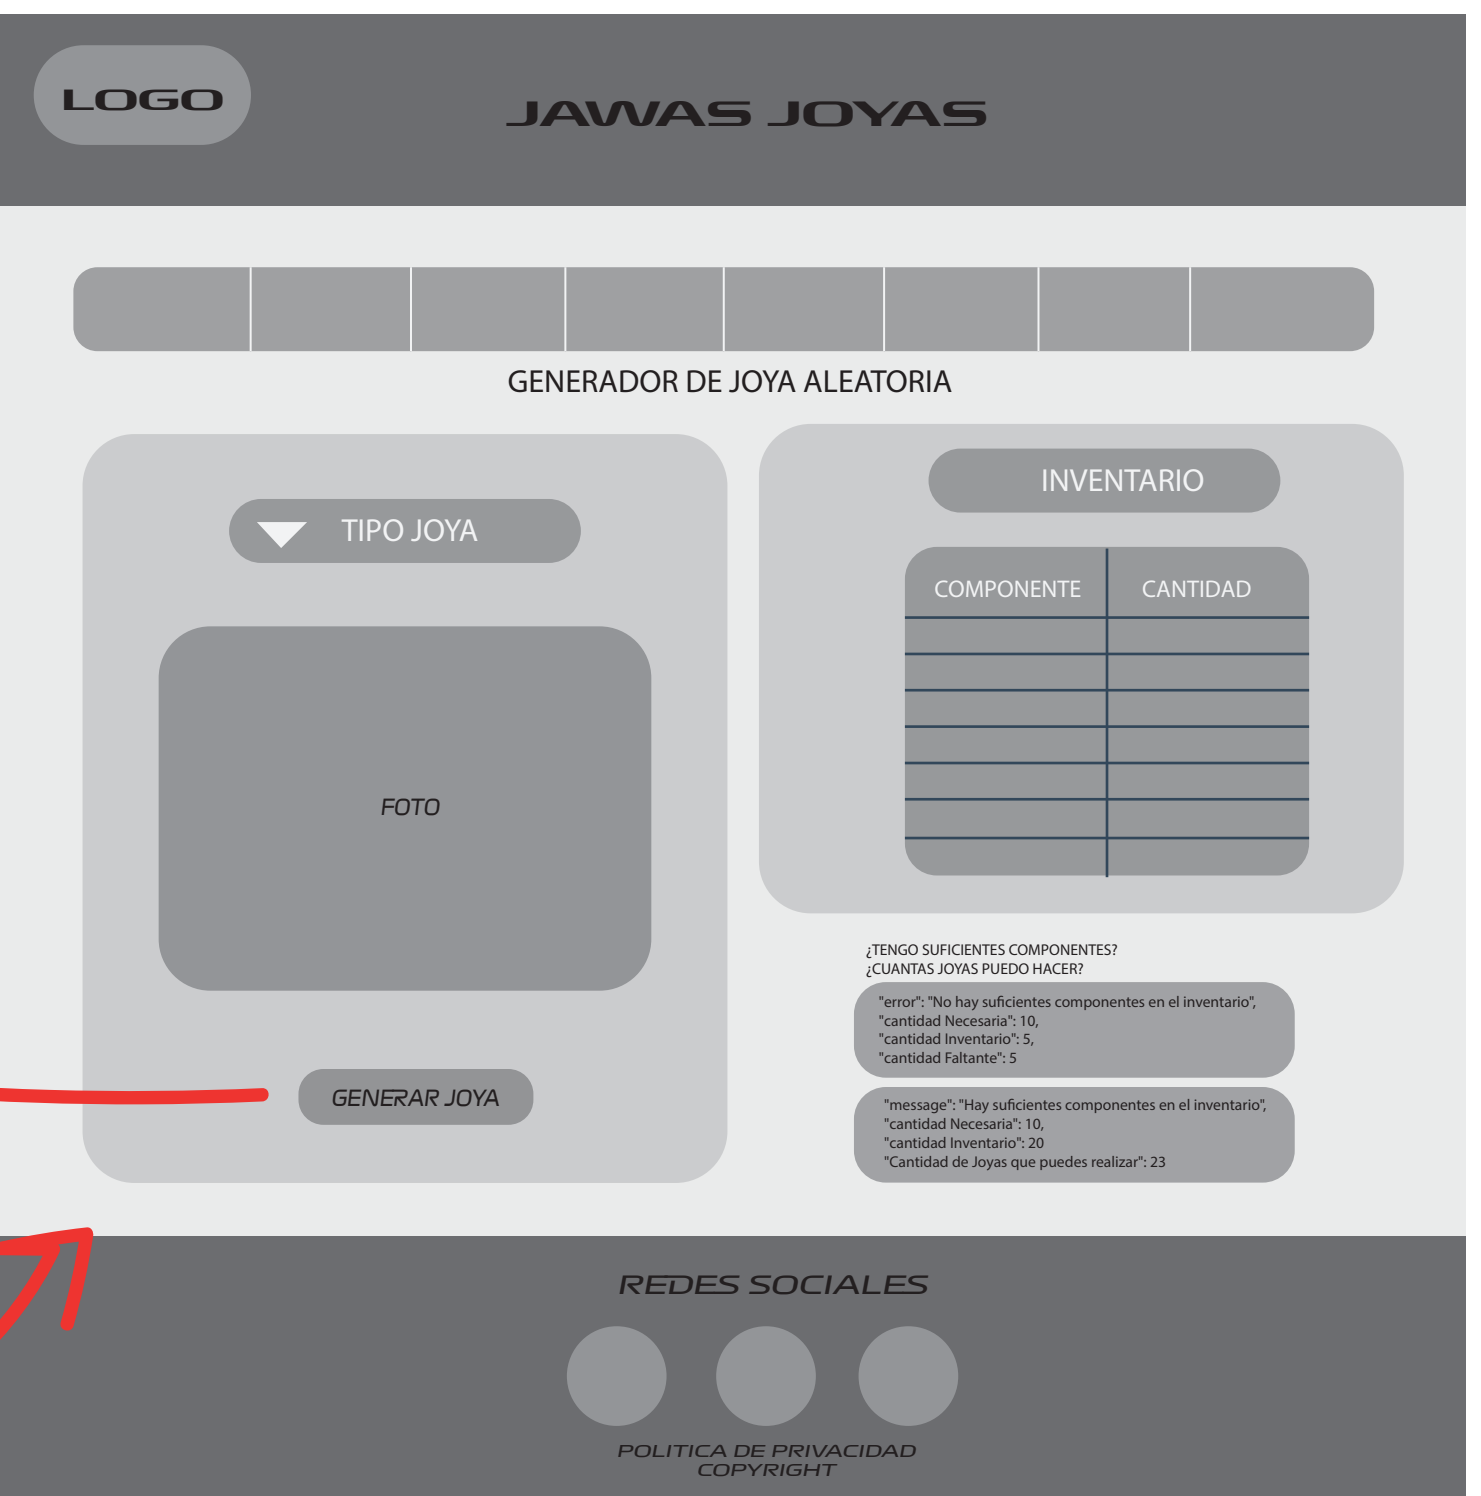 LOGO
JAWAS JOYAS
GENERADOR DE JOYA ALEATORIA
TIPO JOYA
FOTO
GENERAR JOYA
INVENTARIO
COMPONENTE CANTIDAD
¿TENGO SUFICIENTES COMPONENTES?
¿CUANTAS JOYAS PUEDO HACER?
"error": "No hay suficientes componentes en el inventario",
"cantidad Necesaria": 10,
"cantidad Inventario": 5,
"cantidad Faltante": 5
"message": "Hay suficientes componentes en el inventario",
"cantidad Necesaria": 10,
"cantidad Inventario": 20
"Cantidad de Joyas que puedes realizar": 23
REDES SOCIALES
POLITICA DE PRIVACIDAD
COPYRIGHT